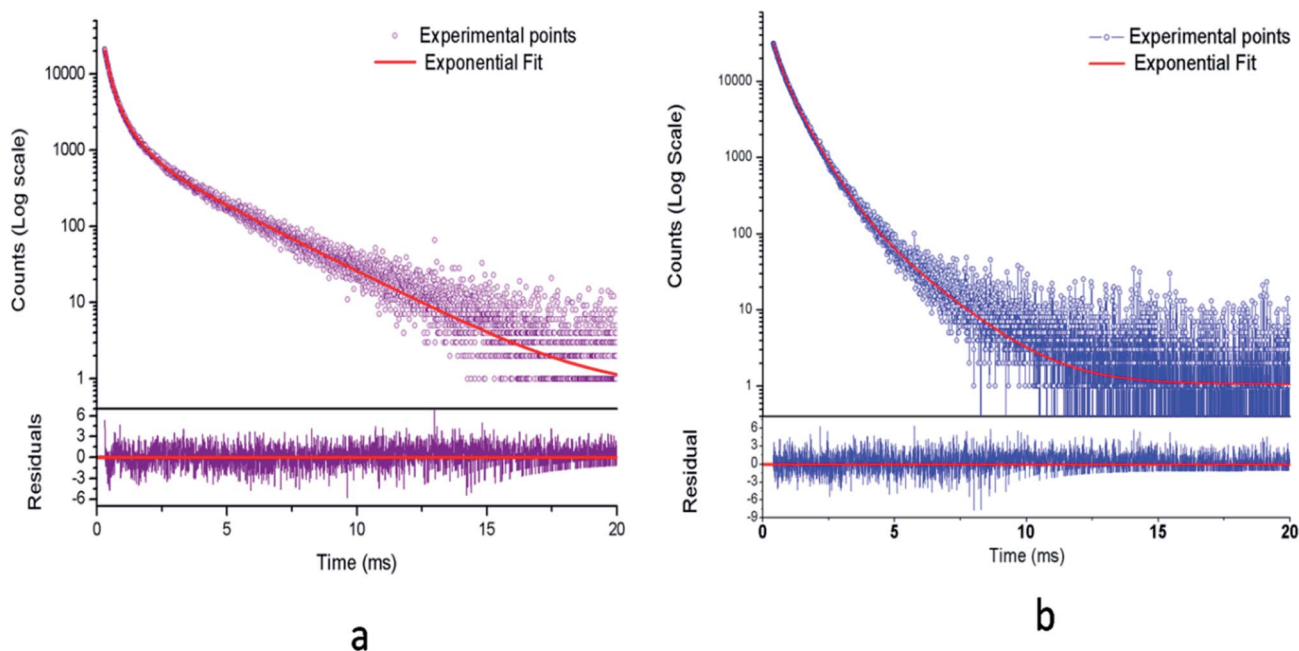 Experimental points
Exponential Fit
Counts (Log scale)
10000
1000
100
10
1
Residuals
6
3
0
-3
-6
0 5 10 15 20
Time (ms)
a
Experimental points
Exponential Fit
Counts (Log Scale)
10000
1000
100
10
1
Residual
6
3
0
-3
-6
-9
0 5 10 15 20
Time (ms)
b